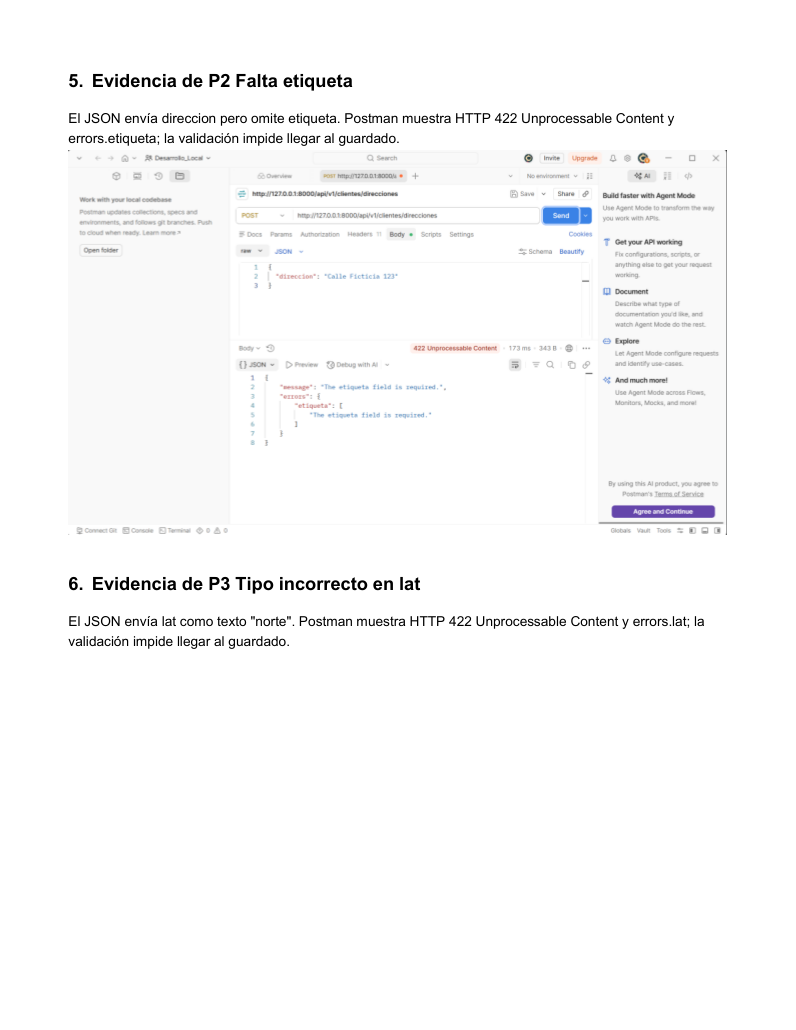 5. Evidencia de P2 Falta etiqueta
El JSON envía direccion pero omite etiqueta. Postman muestra HTTP 422 Unprocessable Content y
errors.etiqueta; la validación impide llegar al guardado.
Desarrollo_Local
Search
Invite
Upgrade
Overview
POST http://127.0.0.1:8000/a
No environment
AI
Work with your local codebase
Postman updates collections, specs and
environments, and follows git branches. Push
to cloud when ready. Learn more >
Open folder
http://127.0.0.1:8000/api/v1/clientes/direcciones
Save
Share
POST http://127.0.0.1:8000/api/v1/clientes/direcciones
Send
Docs Params Authorization Headers 11 Body Scripts Settings
Cookies
raw JSON
Schema Beautify
1 {
2 "direccion": "Calle Ficticia 123"
3 }
Body
422 Unprocessable Content · 173 ms · 343 B
{} JSON Preview Debug with AI
1 {
2 "message": "The etiqueta field is required.",
3 "errors": {
4 "etiqueta": [
5 "The etiqueta field is required."
6 ]
7 }
8 }
Build faster with Agent Mode
Use Agent Mode to transform the way
you work with APIs.
Get your API working
Fix configurations, scripts, or
anything else to get your request
working.
Document
Describe what type of
documentation you'd like, and
watch Agent Mode do the rest.
Explore
Let Agent Mode configure requests
and identify use-cases.
And much more!
Use Agent Mode across Flows,
Monitors, Mocks, and more!
By using this AI product, you agree to
Postman's Terms of Service
Agree and Continue
Connect Git Console Terminal 0 0
Globals Vault Tools
6. Evidencia de P3 Tipo incorrecto en lat
El JSON envía lat como texto "norte". Postman muestra HTTP 422 Unprocessable Content y errors.lat; la
validación impide llegar al guardado.